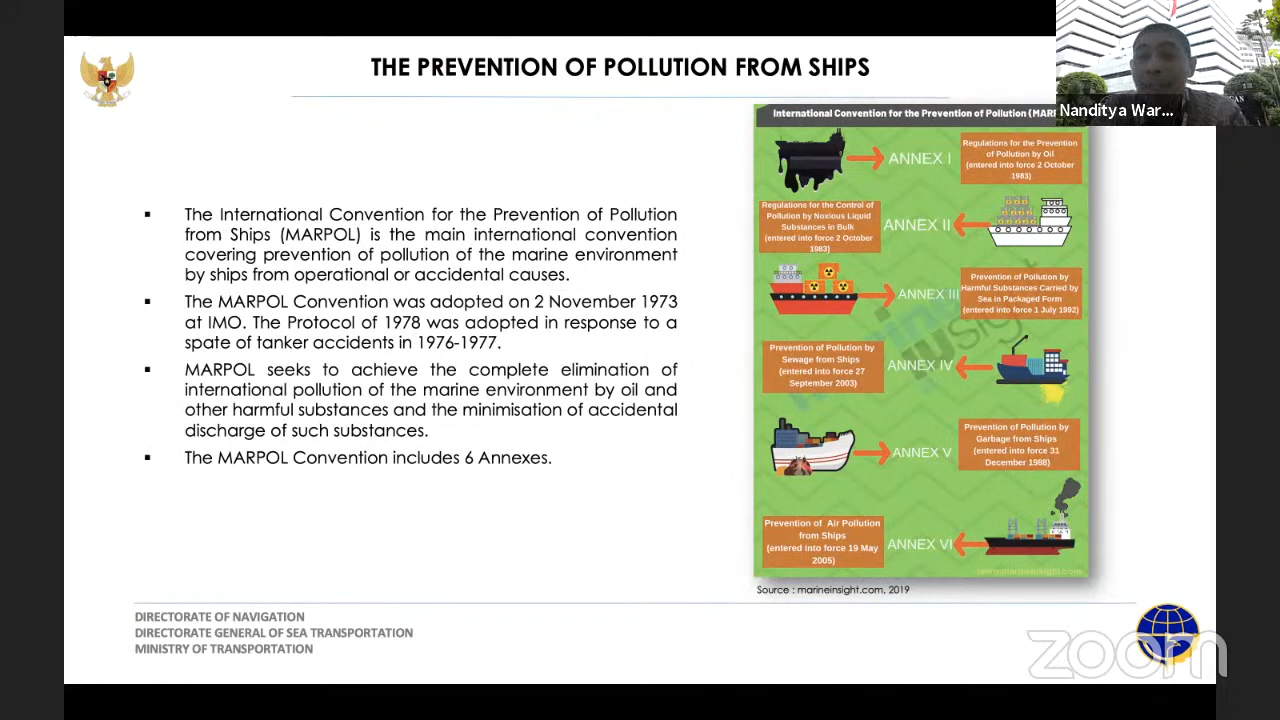 THE PREVENTION OF POLLUTION FROM SHIPS
Nanditya War...
▪ The International Convention for the Prevention of Pollution
from Ships (MARPOL) is the main international convention
covering prevention of pollution of the marine environment
by ships from operational or accidental causes.
▪ The MARPOL Convention was adopted on 2 November 1973
at IMO. The Protocol of 1978 was adopted in response to a
spate of tanker accidents in 1976-1977.
▪ MARPOL seeks to achieve the complete elimination of
international pollution of the marine environment by oil and
other harmful substances and the minimisation of accidental
discharge of such substances.
▪ The MARPOL Convention includes 6 Annexes.
International Convention for the Prevention of Pollution (MAR
ANNEX I
Regulations for the Prevention
of Pollution by Oil
(entered into force 2 October
1983)
Regulations for the Control of
Pollution by Noxious Liquid
Substances in Bulk
(entered into force 2 October
1983)
ANNEX II
ANNEX III
Prevention of Pollution by
Harmful Substances Carried by
Sea in Packaged Form
(entered into force 1 July 1992)
Prevention of Pollution by
Sewage from Ships
(entered into force 27
September 2003)
ANNEX IV
ANNEX V
Prevention of Pollution by
Garbage from Ships
(entered into force 31
December 1988)
Prevention of Air Pollution
from Ships
(entered into force 19 May
2005)
ANNEX VI
Source : marineinsight.com, 2019
DIRECTORATE OF NAVIGATION
DIRECTORATE GENERAL OF SEA TRANSPORTATION
MINISTRY OF TRANSPORTATION
zoom